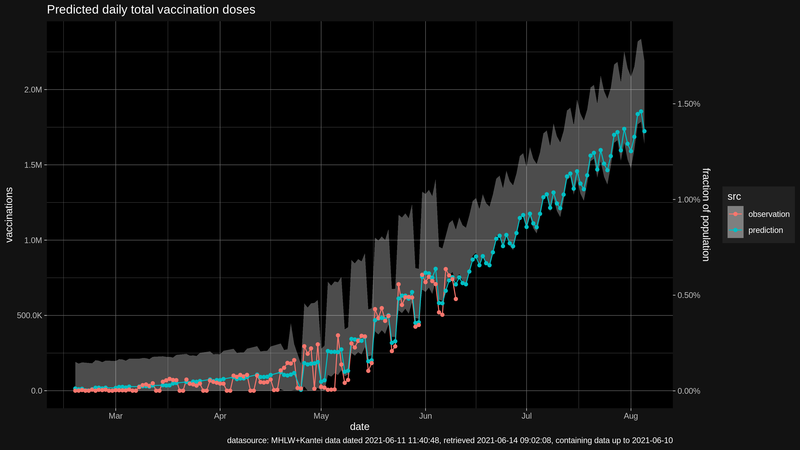 Predicted daily total vaccination doses
2.0M
1.5M
1.0M
500.0K
0.0
vaccinations
1.50%
1.00%
0.50%
0.00%
fraction of population
src
observation
prediction
Mar
Apr
May
Jun
Jul
Aug
date
datasource: MHLW+Kantei data dated 2021-06-11 11:40:48, retrieved 2021-06-14 09:02:08, containing data up to 2021-06-10